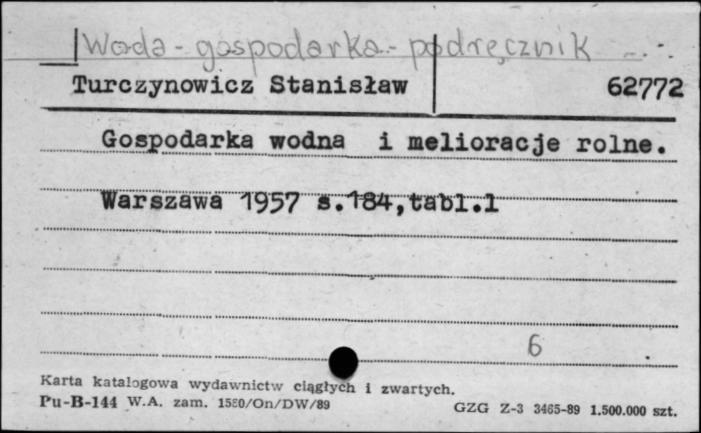 Woda - gospodarka - podręcznik
Turczynowicz Stanisław 62772
Gospodarka wodna i melioracje rolne.
Warszawa 1957 s.184,tabl.1
6
Karta katalogowa wydawnictw ciągłych i zwartych.
Pu-B-144 W.A. zam. 1580/On/DW/89 GZG Z-3 3465-89 1.500.000 szt.